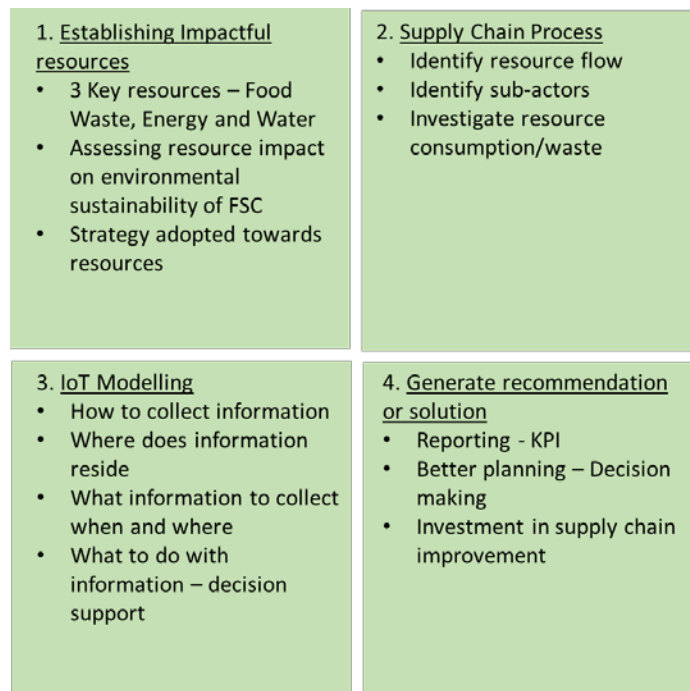 1. Establishing Impactful
resources
• 3 Key resources – Food
Waste, Energy and Water
• Assessing resource impact
on environmental
sustainability of FSC
• Strategy adopted towards
resources
2. Supply Chain Process
• Identify resource flow
• Identify sub-actors
• Investigate resource
consumption/waste
3. IoT Modelling
• How to collect information
• Where does information
reside
• What information to collect
when and where
• What to do with
information – decision
support
4. Generate recommendation
or solution
• Reporting - KPI
• Better planning – Decision
making
• Investment in supply chain
improvement